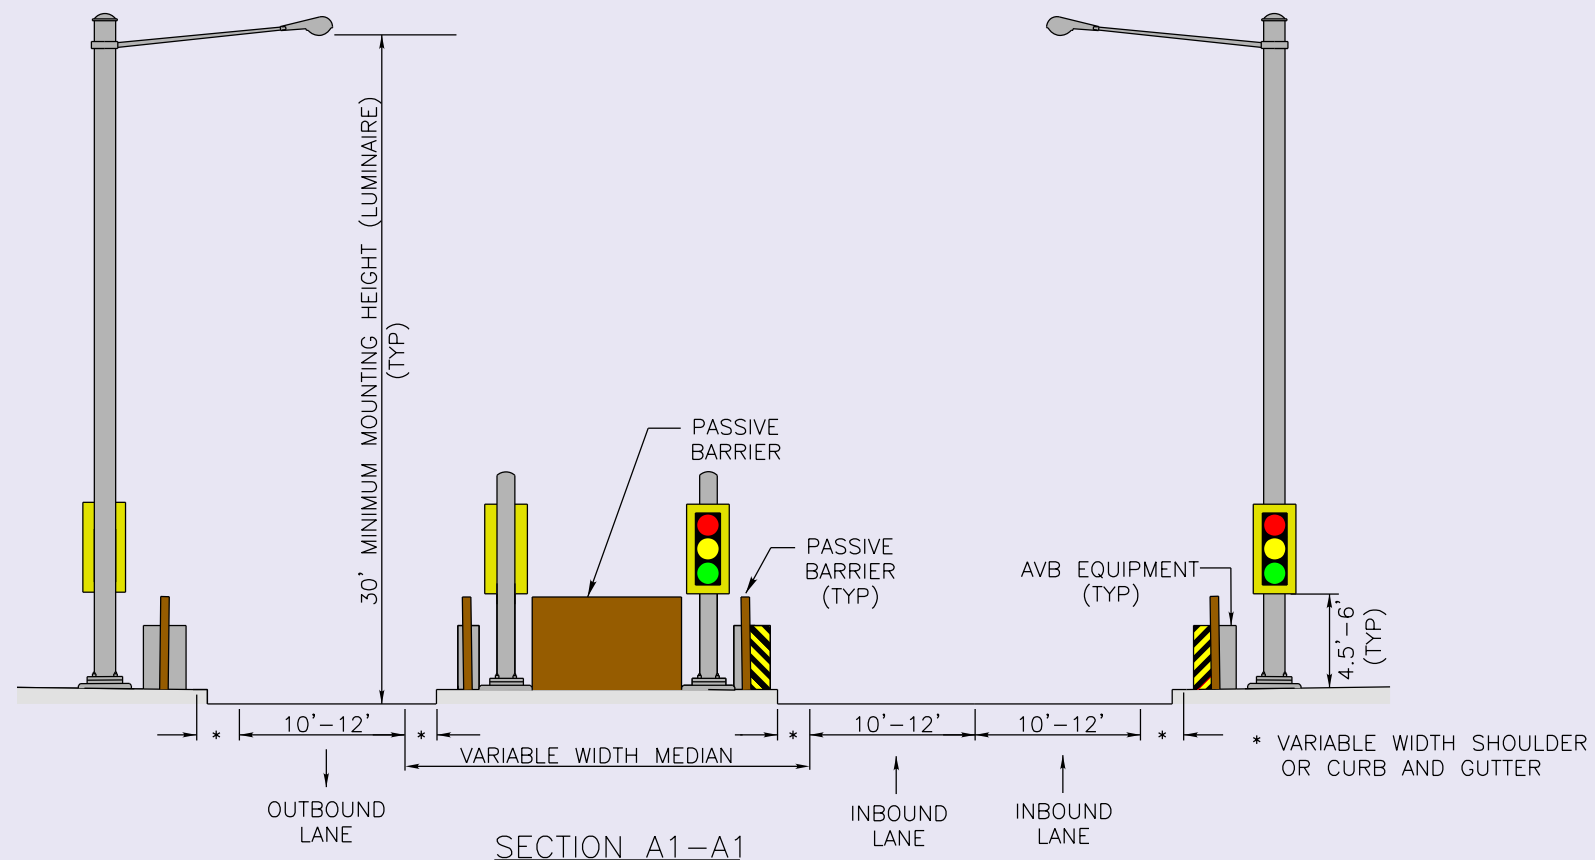 30' MINIMUM MOUNTING HEIGHT (LUMINAIRE)
(TYP)
PASSIVE
BARRIER
PASSIVE
BARRIER
(TYP)
AVB EQUIPMENT
(TYP)
4.5'-6'
(TYP)
*
10'-12'
*
*
10'-12'
10'-12'
*
VARIABLE WIDTH MEDIAN
* VARIABLE WIDTH SHOULDER
OR CURB AND GUTTER
OUTBOUND
LANE
INBOUND
LANE
INBOUND
LANE
SECTION A1-A1